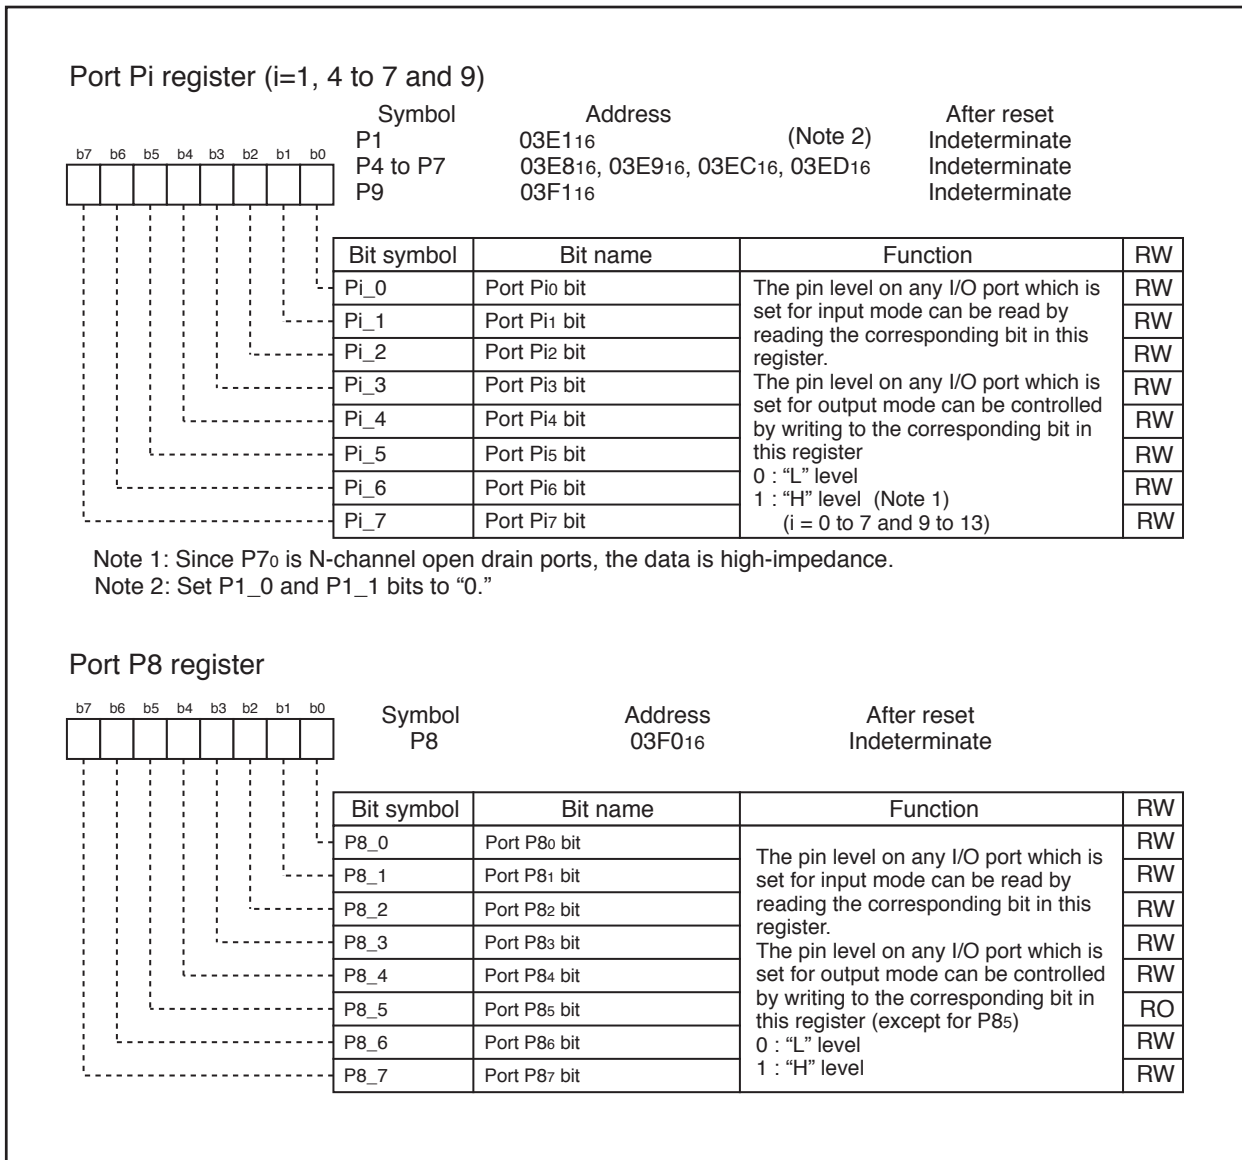 Port Pi register (i=1, 4 to 7 and 9)
Symbol Address After reset
P1 03E116 (Note 2) Indeterminate
P4 to P7 03E816, 03E916, 03EC16, 03ED16 Indeterminate
P9 03F116 Indeterminate
b7 b6 b5 b4 b3 b2 b1 b0
Bit symbol Bit name Function RW
Pi_0 Port Pi0 bit RW
Pi_1 Port Pi1 bit RW
Pi_2 Port Pi2 bit RW
Pi_3 Port Pi3 bit RW
Pi_4 Port Pi4 bit RW
Pi_5 Port Pi5 bit RW
Pi_6 Port Pi6 bit RW
Pi_7 Port Pi7 bit RW
The pin level on any I/O port which is
set for input mode can be read by
reading the corresponding bit in this
register.
The pin level on any I/O port which is
set for output mode can be controlled
by writing to the corresponding bit in
this register
0 : “L” level
1 : “H” level (Note 1)
(i = 0 to 7 and 9 to 13)
Note 1: Since P70 is N-channel open drain ports, the data is high-impedance.
Note 2: Set P1_0 and P1_1 bits to “0.”
Port P8 register
b7 b6 b5 b4 b3 b2 b1 b0
Symbol Address After reset
P8 03F016 Indeterminate
Bit symbol Bit name Function RW
P8_0 Port P80 bit RW
P8_1 Port P81 bit RW
P8_2 Port P82 bit RW
P8_3 Port P83 bit RW
P8_4 Port P84 bit RW
P8_5 Port P85 bit RO
P8_6 Port P86 bit RW
P8_7 Port P87 bit RW
The pin level on any I/O port which is
set for input mode can be read by
reading the corresponding bit in this
register.
The pin level on any I/O port which is
set for output mode can be controlled
by writing to the corresponding bit in
this register (except for P85)
0 : “L” level
1 : “H” level